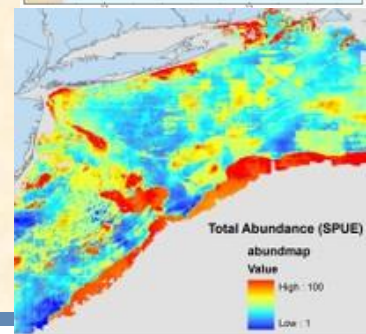 Total Abundance (SPUE)
abundmap
Value
High : 100
Low : 1